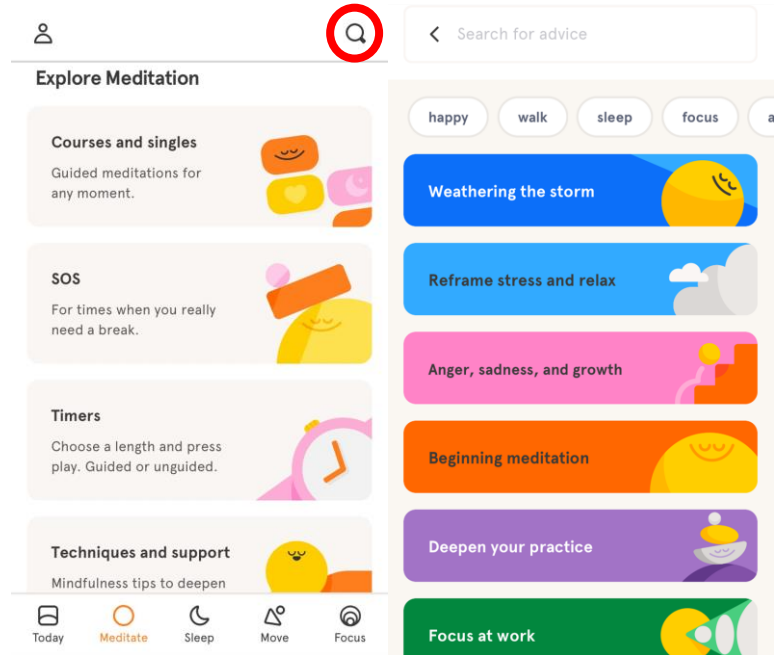 Explore Meditation
Courses and singles
Guided meditations for
any moment.
SOS
For times when you really
need a break.
Timers
Choose a length and press
play. Guided or unguided.
Techniques and support
Mindfulness tips to deepen
Today Meditate Sleep Move Focus
Search for advice
happy walk sleep focus a
Weathering the storm
Reframe stress and relax
Anger, sadness, and growth
Beginning meditation
Deepen your practice
Focus at work